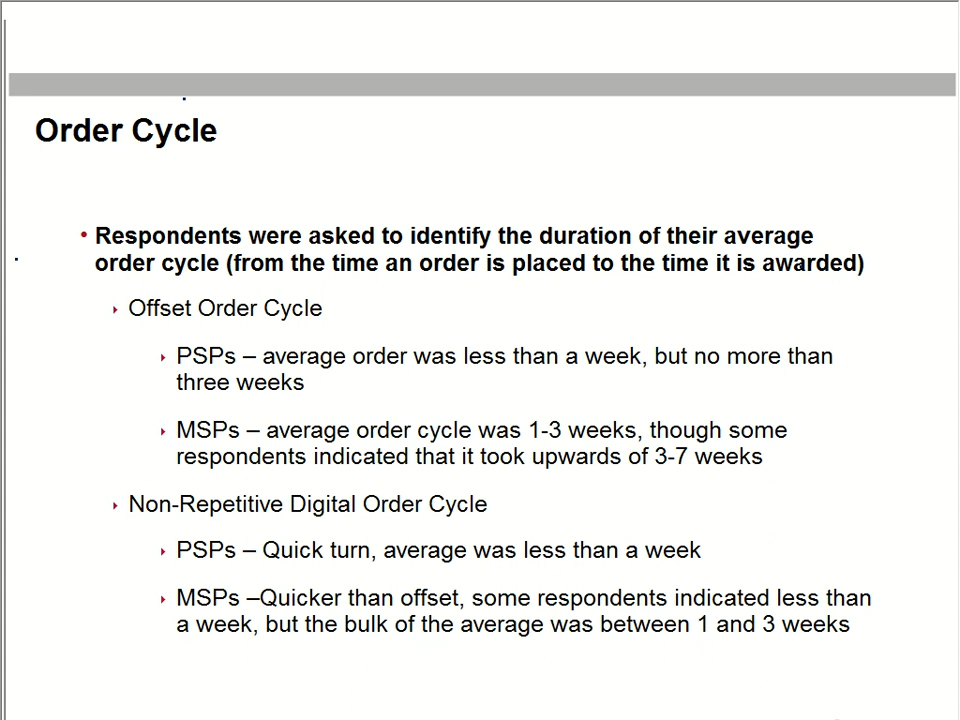 Order Cycle
• Respondents were asked to identify the duration of their average
order cycle (from the time an order is placed to the time it is awarded)
Offset Order Cycle
PSPs – average order was less than a week, but no more than
three weeks
MSPs – average order cycle was 1-3 weeks, though some
respondents indicated that it took upwards of 3-7 weeks
Non-Repetitive Digital Order Cycle
PSPs – Quick turn, average was less than a week
MSPs –Quicker than offset, some respondents indicated less than
a week, but the bulk of the average was between 1 and 3 weeks